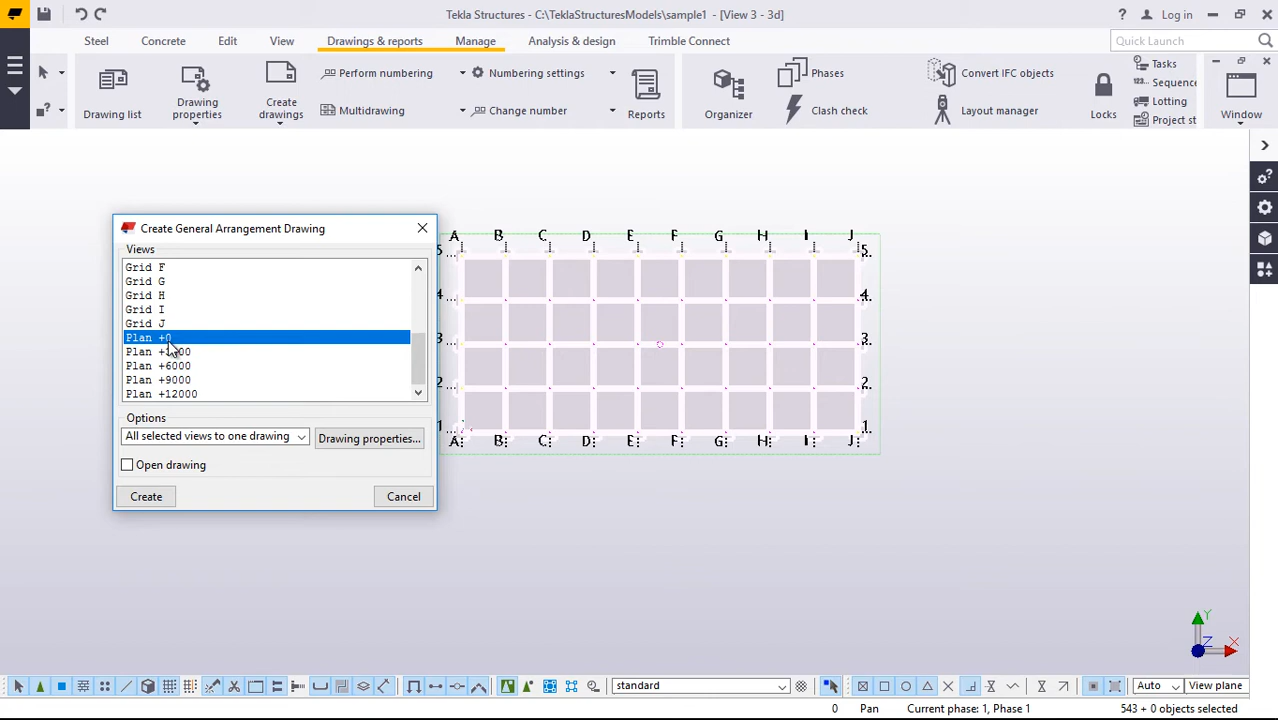 Tekla Structures - C:\TeklaStructuresModels\sample1 - [View 3 - 3d]
Log in
Steel
Concrete
Edit
View
Drawings & reports
Manage
Analysis & design
Trimble Connect
Quick Launch
Drawing list
Drawing properties
Create drawings
Perform numbering
Multidrawing
Numbering settings
Change number
Reports
Organizer
Phases
Clash check
Convert IFC objects
Layout manager
Locks
Tasks
Sequence
Lotting
Project st
Window
Create General Arrangement Drawing
Views
Grid F
Grid G
Grid H
Grid I
Grid J
Plan +0
Plan +6000
Plan +9000
Plan +12000
Options
All selected views to one drawing
Drawing properties...
Open drawing
Create
Cancel
A B C D E F G H I J
5... 5..
4... 4..
3... 3..
2... 2..
1... 1..
A B C D E F G H I J
Y
Z
X
standard
Auto
View plane
0
Pan
Current phase: 1, Phase 1
543 + 0 objects selected